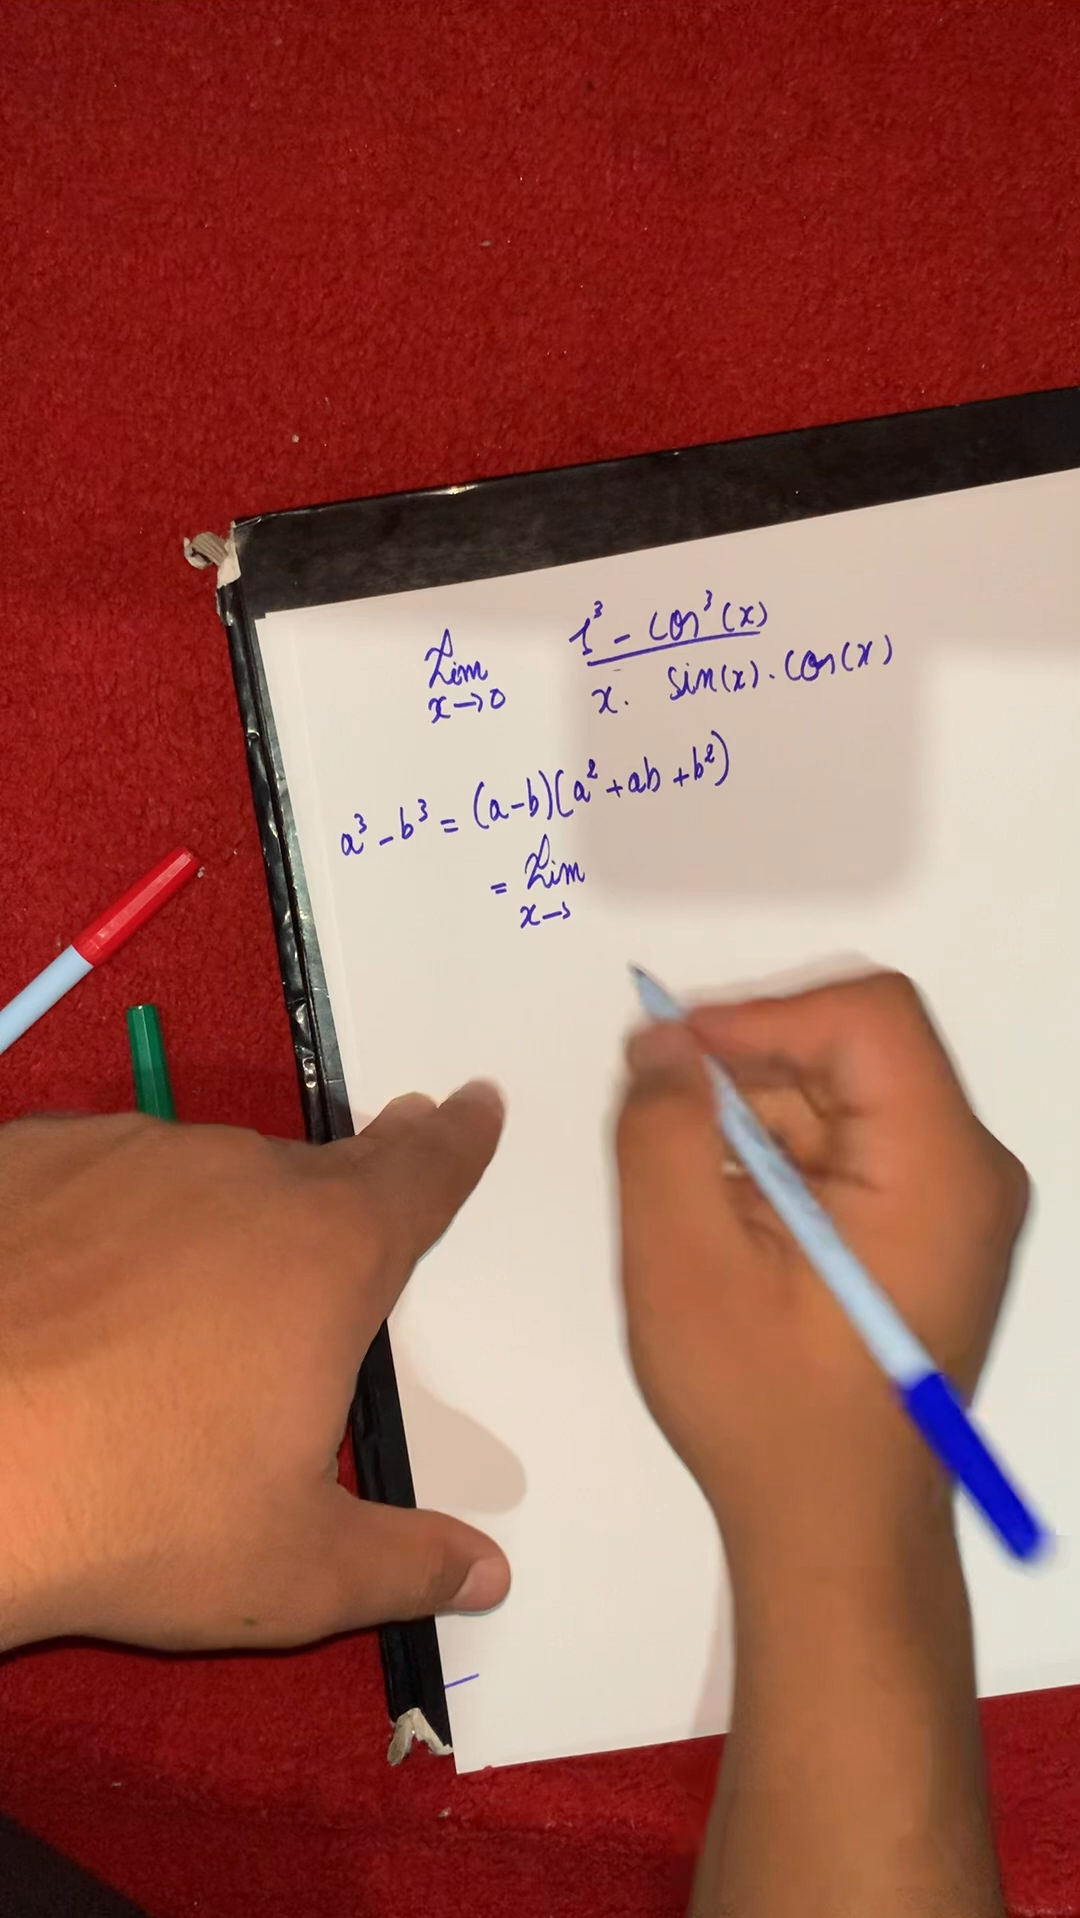 Lim 1³ - cos³(x)
x→0 x. sin(x). cos(x)
a³ - b³ = (a-b)(a² + ab + b²)
= Lim
x→